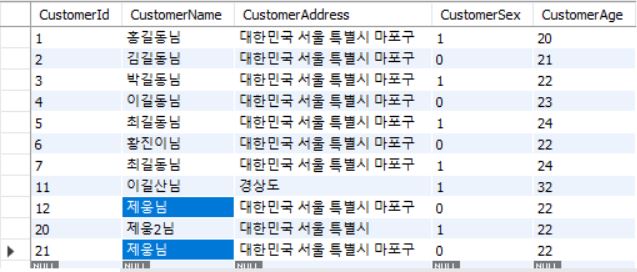 CustomerId CustomerName CustomerAddress CustomerSex CustomerAge
1 홍길동님 대한민국 서울 특별시 마포구 1 20
2 김길동님 대한민국 서울 특별시 마포구 0 21
3 박길동님 대한민국 서울 특별시 마포구 1 22
4 이길동님 대한민국 서울 특별시 마포구 0 23
5 최길동님 대한민국 서울 특별시 마포구 1 24
6 황진이님 대한민국 서울 특별시 마포구 0 22
7 최길동님 대한민국 서울 특별시 마포구 1 24
11 이길산님 경상도 1 32
12 제웅님 대한민국 서울 특별시 마포구 0 22
20 제웅2님 대한민국 서울 특별시 1 22
21 제웅님 대한민국 서울 특별시 마포구 0 22
NULL NULL NULL NULL NULL